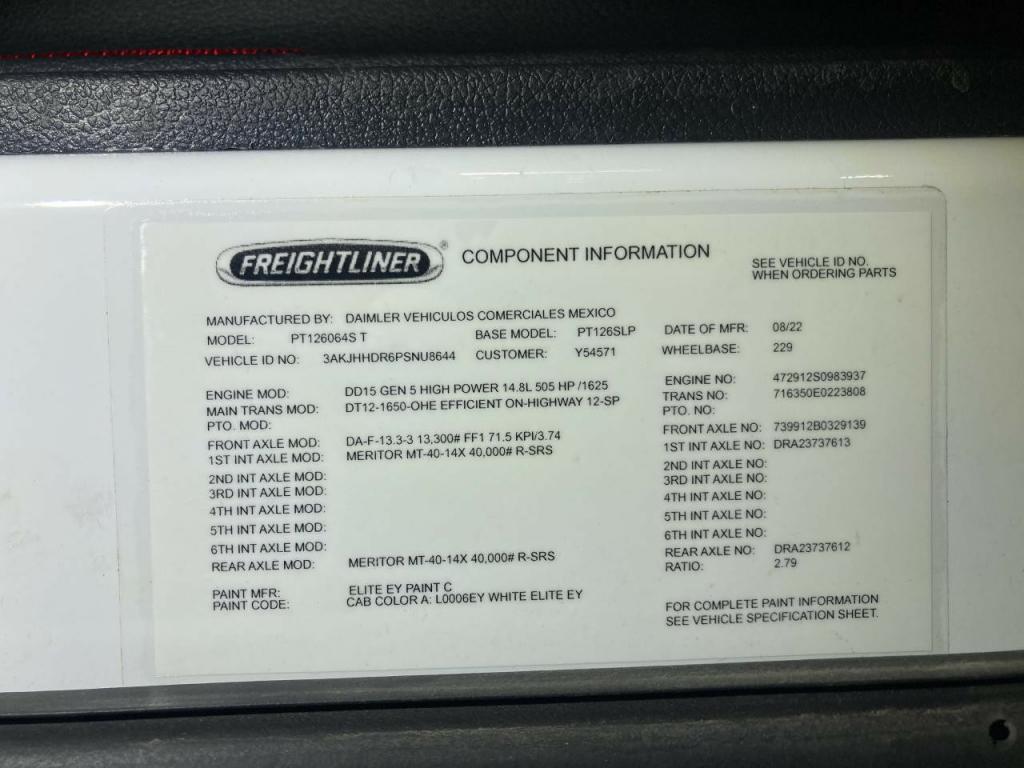 FREIGHTLINER® COMPONENT INFORMATION
SEE VEHICLE ID NO.
WHEN ORDERING PARTS
MANUFACTURED BY: DAIMLER VEHICULOS COMERCIALES MEXICO
MODEL: PT126064S T BASE MODEL: PT126SLP DATE OF MFR: 08/22
VEHICLE ID NO: 3AKJHHDR6PSNU8644 CUSTOMER: Y54571 WHEELBASE: 229
ENGINE MOD: DD15 GEN 5 HIGH POWER 14.8L 505 HP /1625 ENGINE NO: 472912S0983937
MAIN TRANS MOD: DT12-1650-OHE EFFICIENT ON-HIGHWAY 12-SP TRANS NO: 716350E0223808
PTO. MOD: PTO. NO:
FRONT AXLE MOD: DA-F-13.3-3 13,300# FF1 71.5 KPI/3.74 FRONT AXLE NO: 739912B0329139
1ST INT AXLE MOD: MERITOR MT-40-14X 40,000# R-SRS 1ST INT AXLE NO: DRA23737613
2ND INT AXLE MOD: 2ND INT AXLE NO:
3RD INT AXLE MOD: 3RD INT AXLE NO:
4TH INT AXLE MOD: 4TH INT AXLE NO:
5TH INT AXLE MOD: 5TH INT AXLE NO:
6TH INT AXLE MOD: 6TH INT AXLE NO:
REAR AXLE MOD: MERITOR MT-40-14X 40,000# R-SRS REAR AXLE NO: DRA23737612
RATIO: 2.79
PAINT MFR: ELITE EY PAINT C
PAINT CODE: CAB COLOR A: L0006EY WHITE ELITE EY
FOR COMPLETE PAINT INFORMATION
SEE VEHICLE SPECIFICATION SHEET.